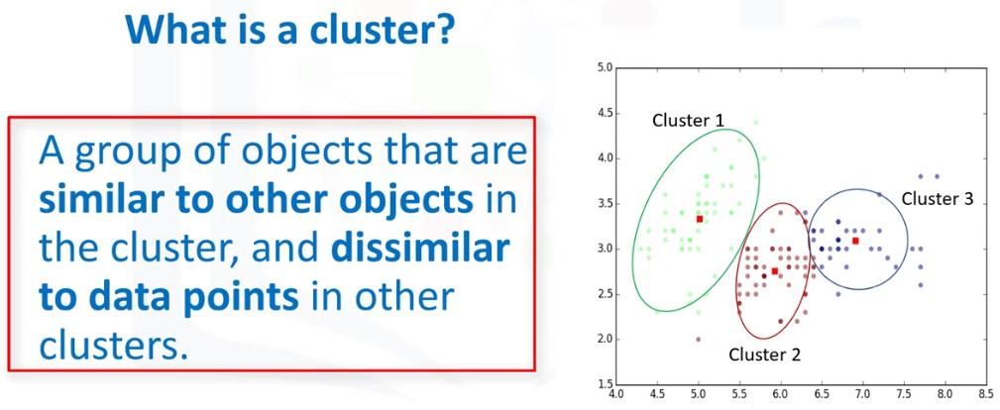 What is a cluster?
A group of objects that are
similar to other objects in
the cluster, and dissimilar
to data points in other
clusters.
5.0
4.5
4.0
3.5
3.0
2.5
2.0
1.5
4.0 4.5 5.0 5.5 6.0 6.5 7.0 7.5 8.0 8.5
Cluster 1
Cluster 3
Cluster 2